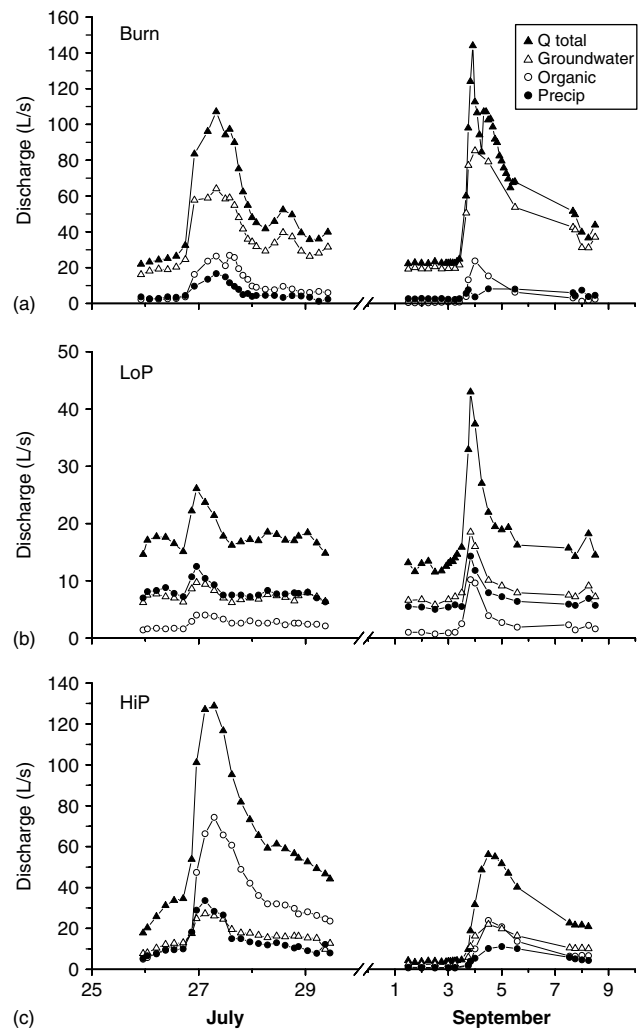 Burn
Q total
Groundwater
Organic
Precip
Discharge (L/s)
160
140
120
100
80
60
40
20
0
(a)
LoP
Discharge (L/s)
50
40
30
20
10
0
(b)
HiP
Discharge (L/s)
140
120
100
80
60
40
20
0
(c)
25 27 29 1 3 5 7 9
July September